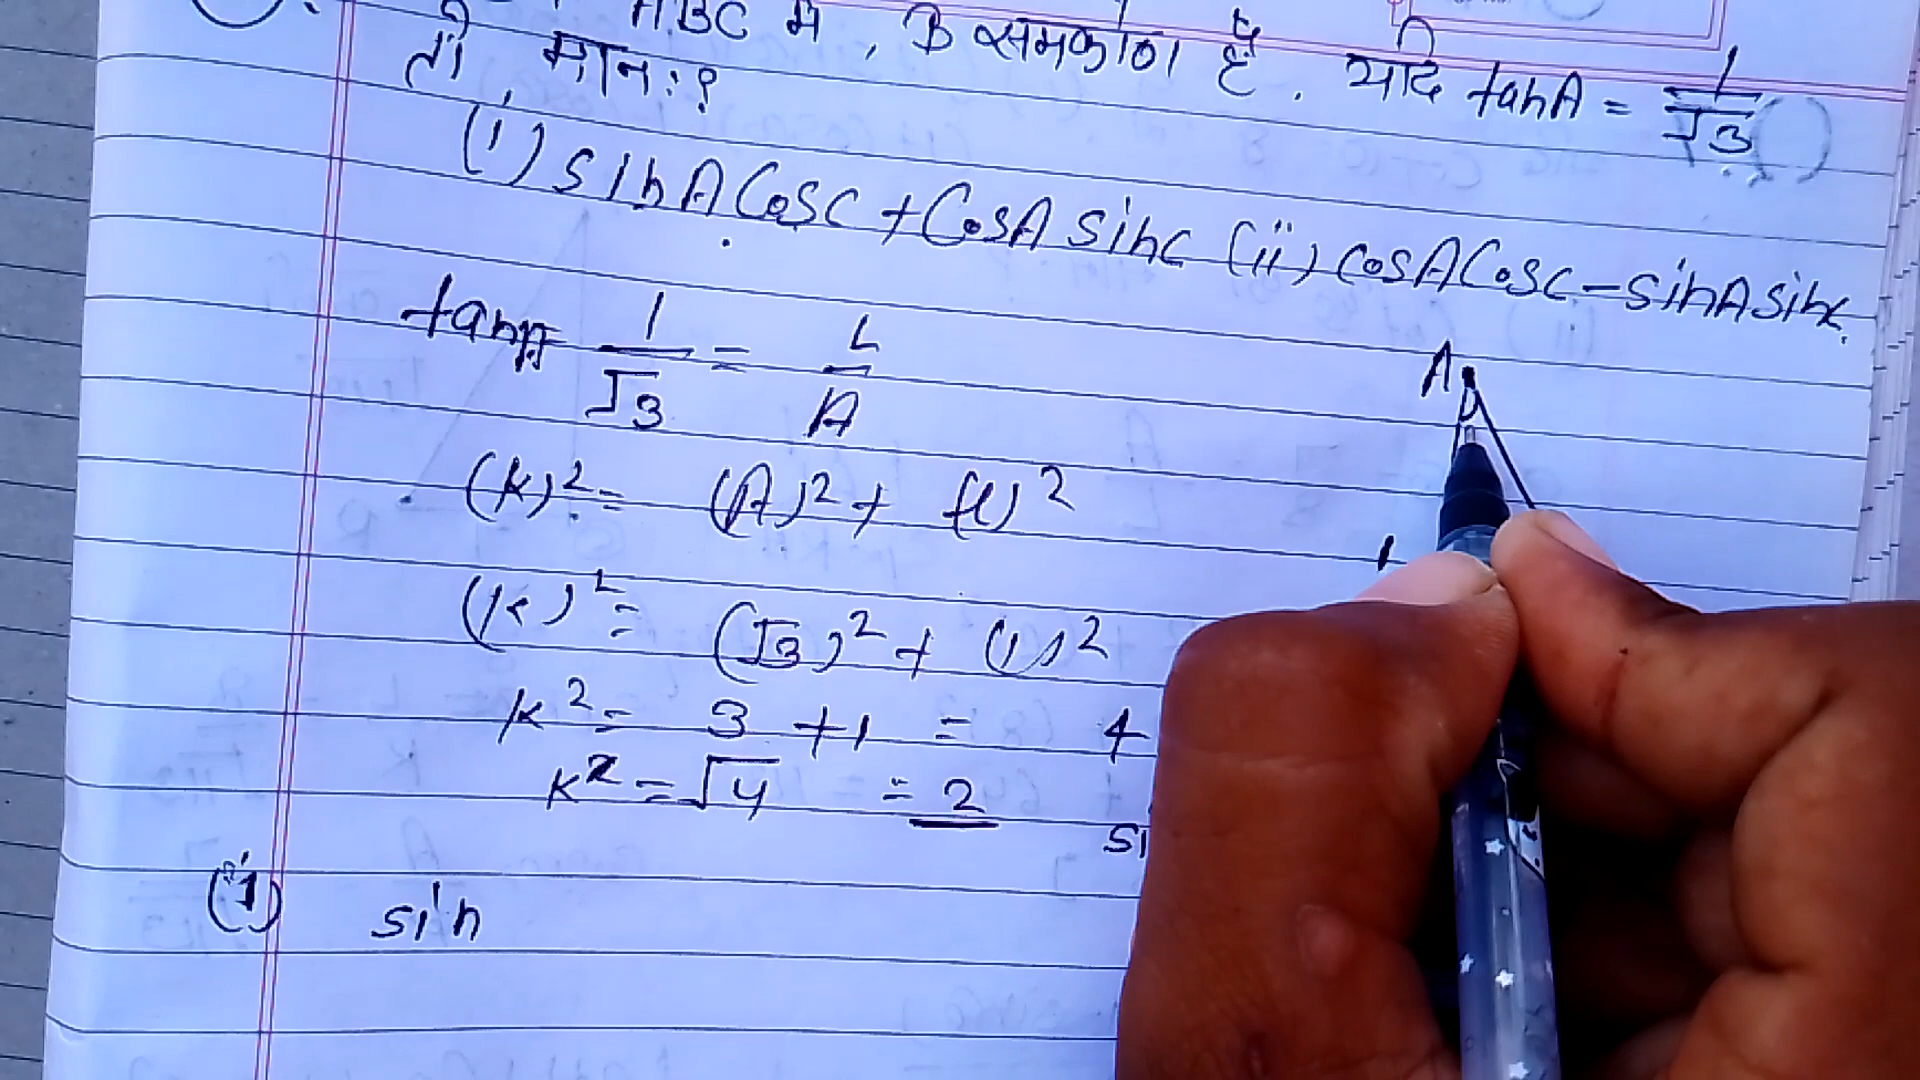 ABC में, B समकोण है. यदि tanA = 1/√3
तो मान:?
(i) sinA cosC + cosA sinC (ii) cosA cosC - sinA sinC.
tanA 1/√3 = L/A
A
(k)² = (A)² + (L)²
(k)² = (√3)² + (1)²
k² = 3 + 1 = 4
k² = √4 = 2
si
(i) sin